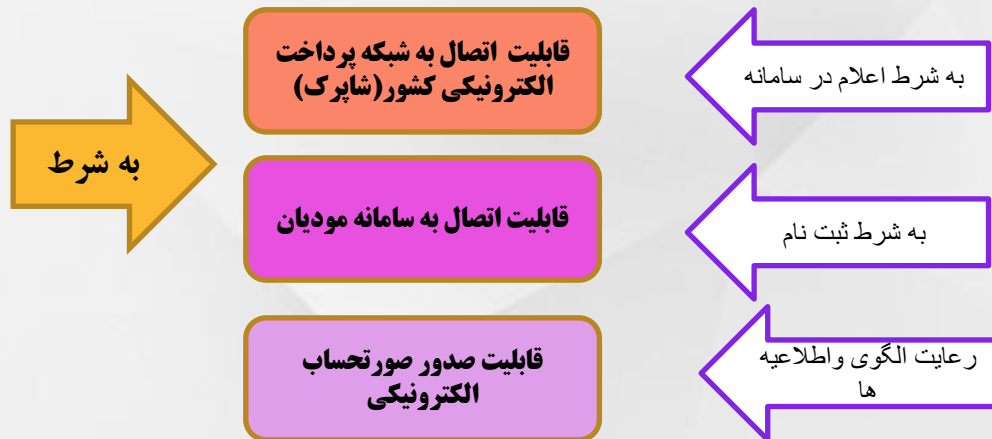 به شرط اعلام در سامانه
قابلیت اتصال به شبکه پرداخت
الکترونیکی کشور(شاپرک)
به شرط
به شرط ثبت نام
قابلیت اتصال به سامانه مودیان
رعایت الگوی واطلاعیه
ها
قابلیت صدور صورتحساب
الکترونیکی